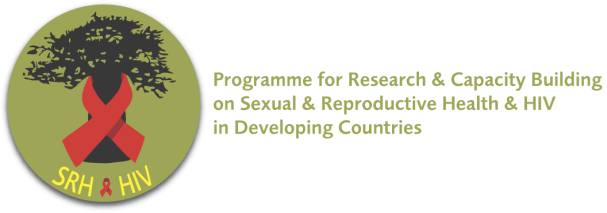 SRH HIV
Programme for Research & Capacity Building
on Sexual & Reproductive Health & HIV
in Developing Countries